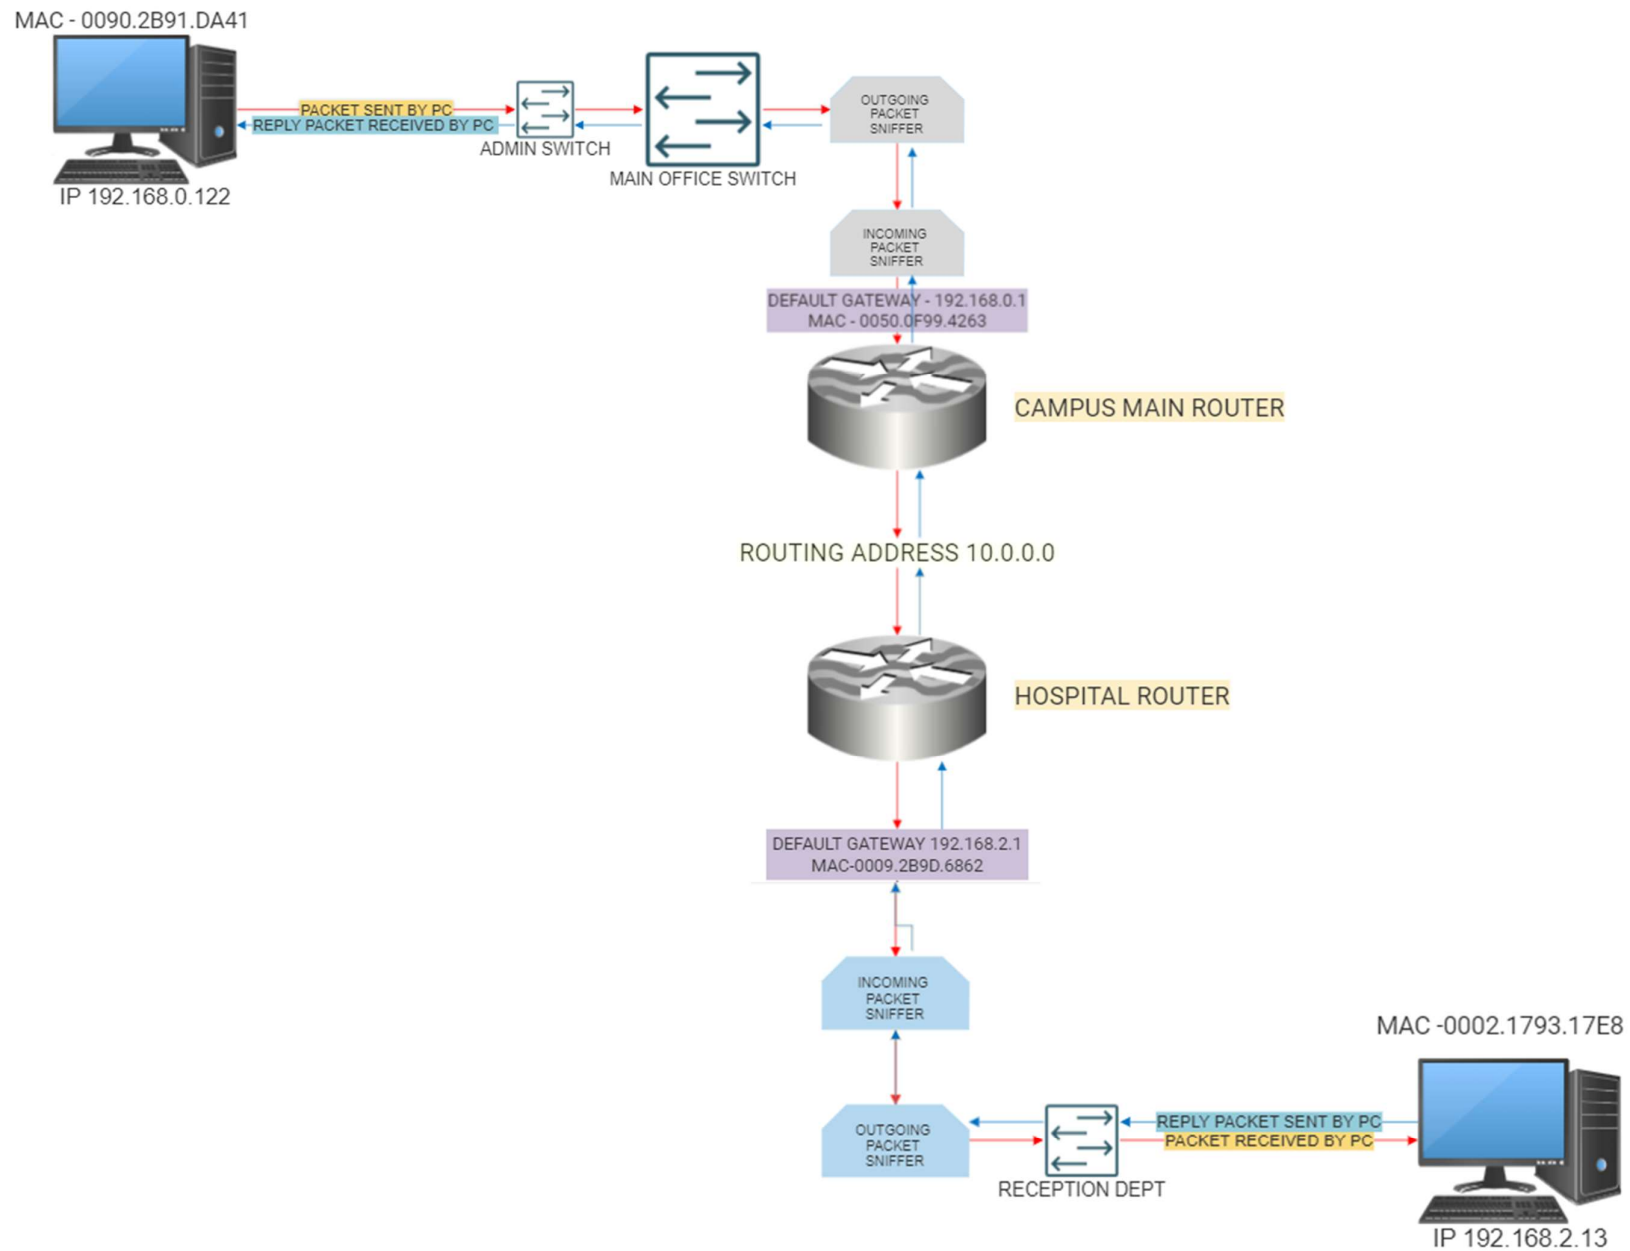 MAC - 0090.2B91.DA41
PACKET SENT BY PC
REPLY PACKET RECEIVED BY PC
IP 192.168.0.122
ADMIN SWITCH
MAIN OFFICE SWITCH
OUTGOING
PACKET
SNIFFER
INCOMING
PACKET
SNIFFER
DEFAULT GATEWAY - 192.168.0.1
MAC - 0050.0F99.4263
CAMPUS MAIN ROUTER
ROUTING ADDRESS 10.0.0.0
HOSPITAL ROUTER
DEFAULT GATEWAY 192.168.2.1
MAC-0009.2B9D.6862
INCOMING
PACKET
SNIFFER
OUTGOING
PACKET
SNIFFER
RECEPTION DEPT
MAC -0002.1793.17E8
REPLY PACKET SENT BY PC
PACKET RECEIVED BY PC
IP 192.168.2.13